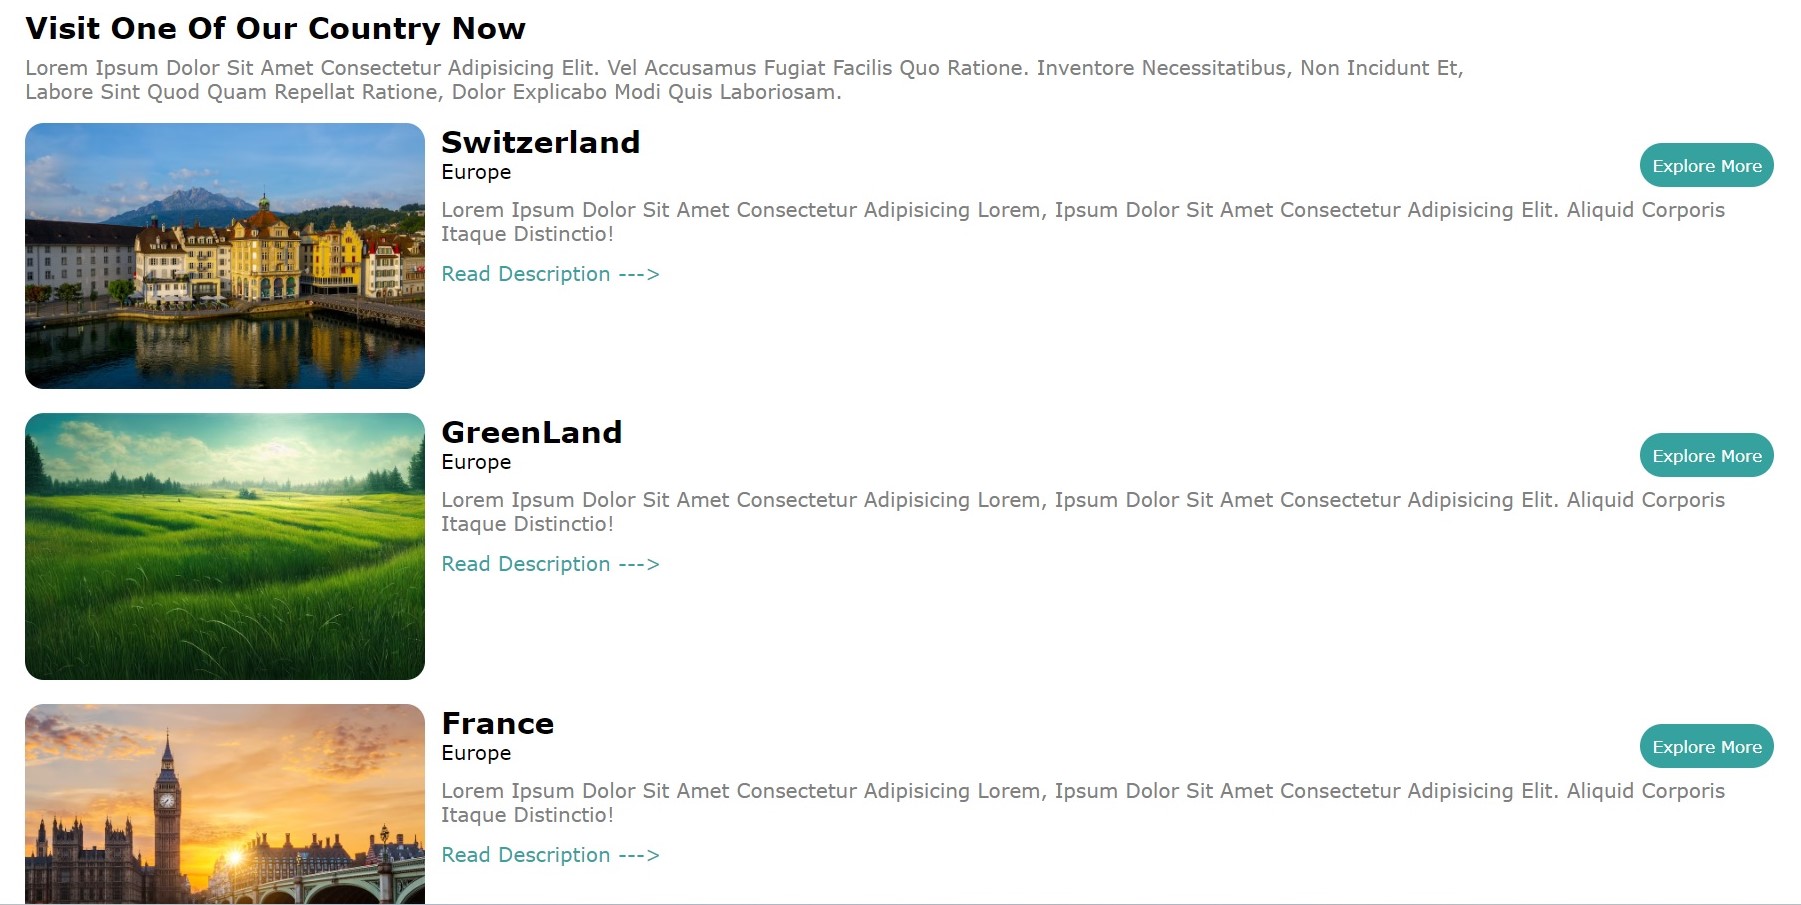 Visit One Of Our Country Now
Lorem Ipsum Dolor Sit Amet Consectetur Adipisicing Elit. Vel Accusamus Fugiat Facilis Quo Ratione. Inventore Necessitatibus, Non Incidunt Et,
Labore Sint Quod Quam Repellat Ratione, Dolor Explicabo Modi Quis Laboriosam.
Switzerland
Europe
Explore More
Lorem Ipsum Dolor Sit Amet Consectetur Adipisicing Lorem, Ipsum Dolor Sit Amet Consectetur Adipisicing Elit. Aliquid Corporis
Itaque Distinctio!
Read Description --->
GreenLand
Europe
Explore More
Lorem Ipsum Dolor Sit Amet Consectetur Adipisicing Lorem, Ipsum Dolor Sit Amet Consectetur Adipisicing Elit. Aliquid Corporis
Itaque Distinctio!
Read Description --->
France
Europe
Explore More
Lorem Ipsum Dolor Sit Amet Consectetur Adipisicing Lorem, Ipsum Dolor Sit Amet Consectetur Adipisicing Elit. Aliquid Corporis
Itaque Distinctio!
Read Description --->